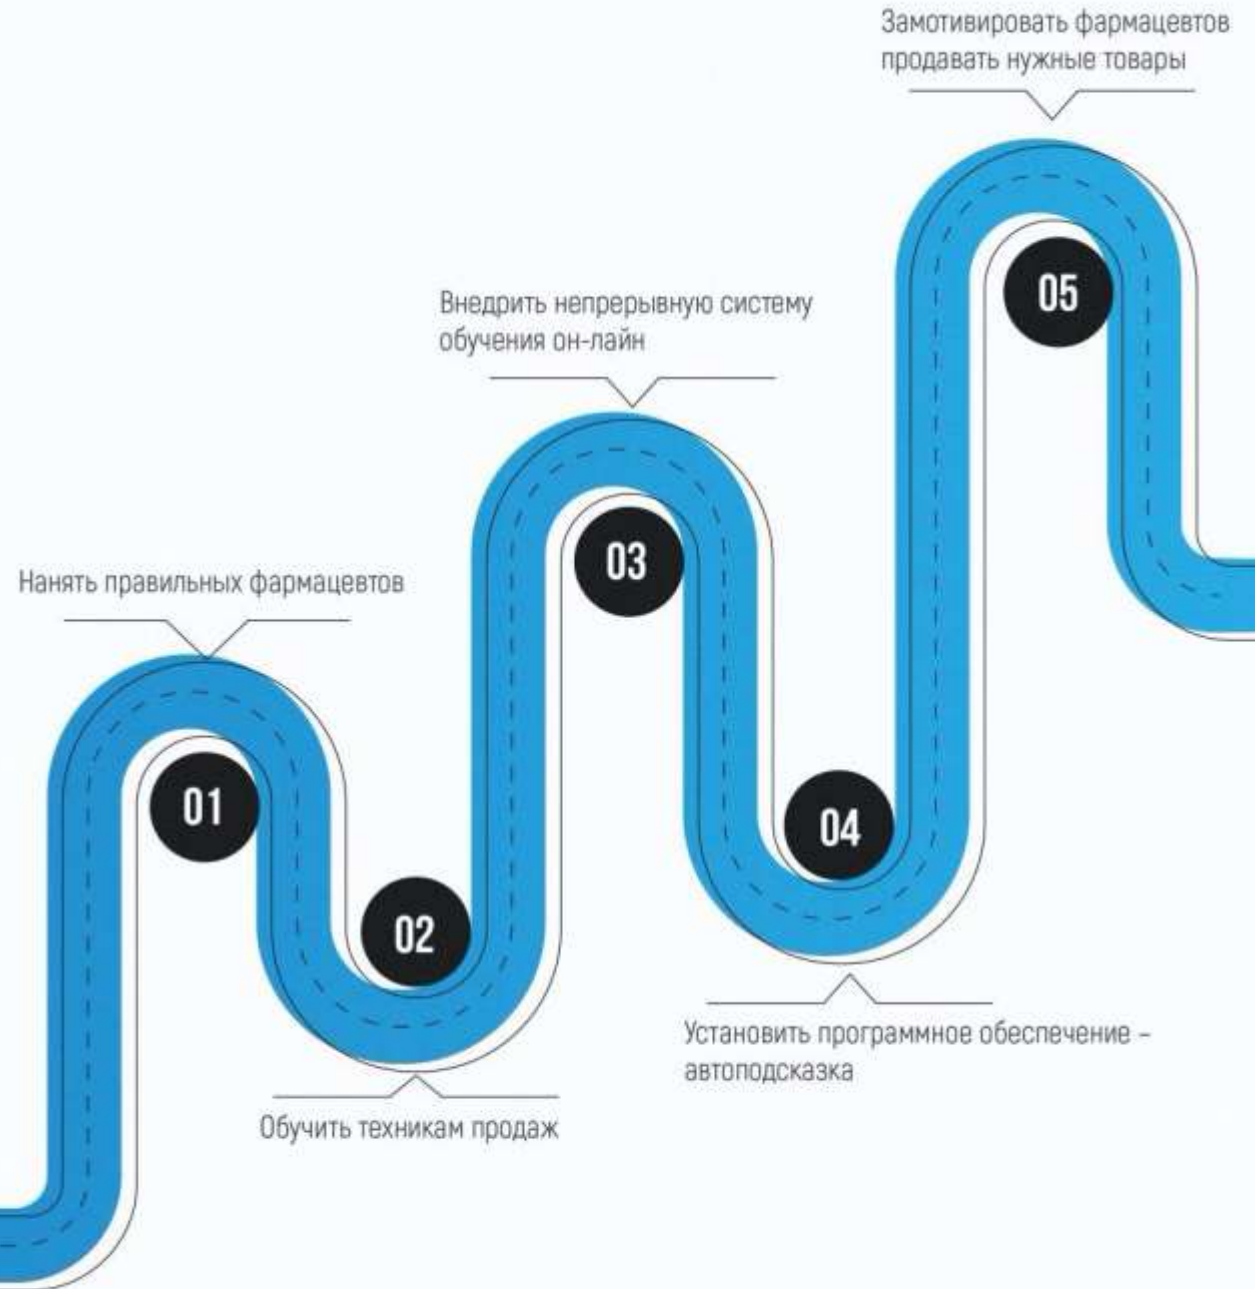 Замотивировать фармацевтов
продавать нужные товары
05
Внедрить непрерывную систему
обучения он-лайн
03
Нанять правильных фармацевтов
01
04
02
Установить программное обеспечение –
автоподсказка
Обучить техникам продаж